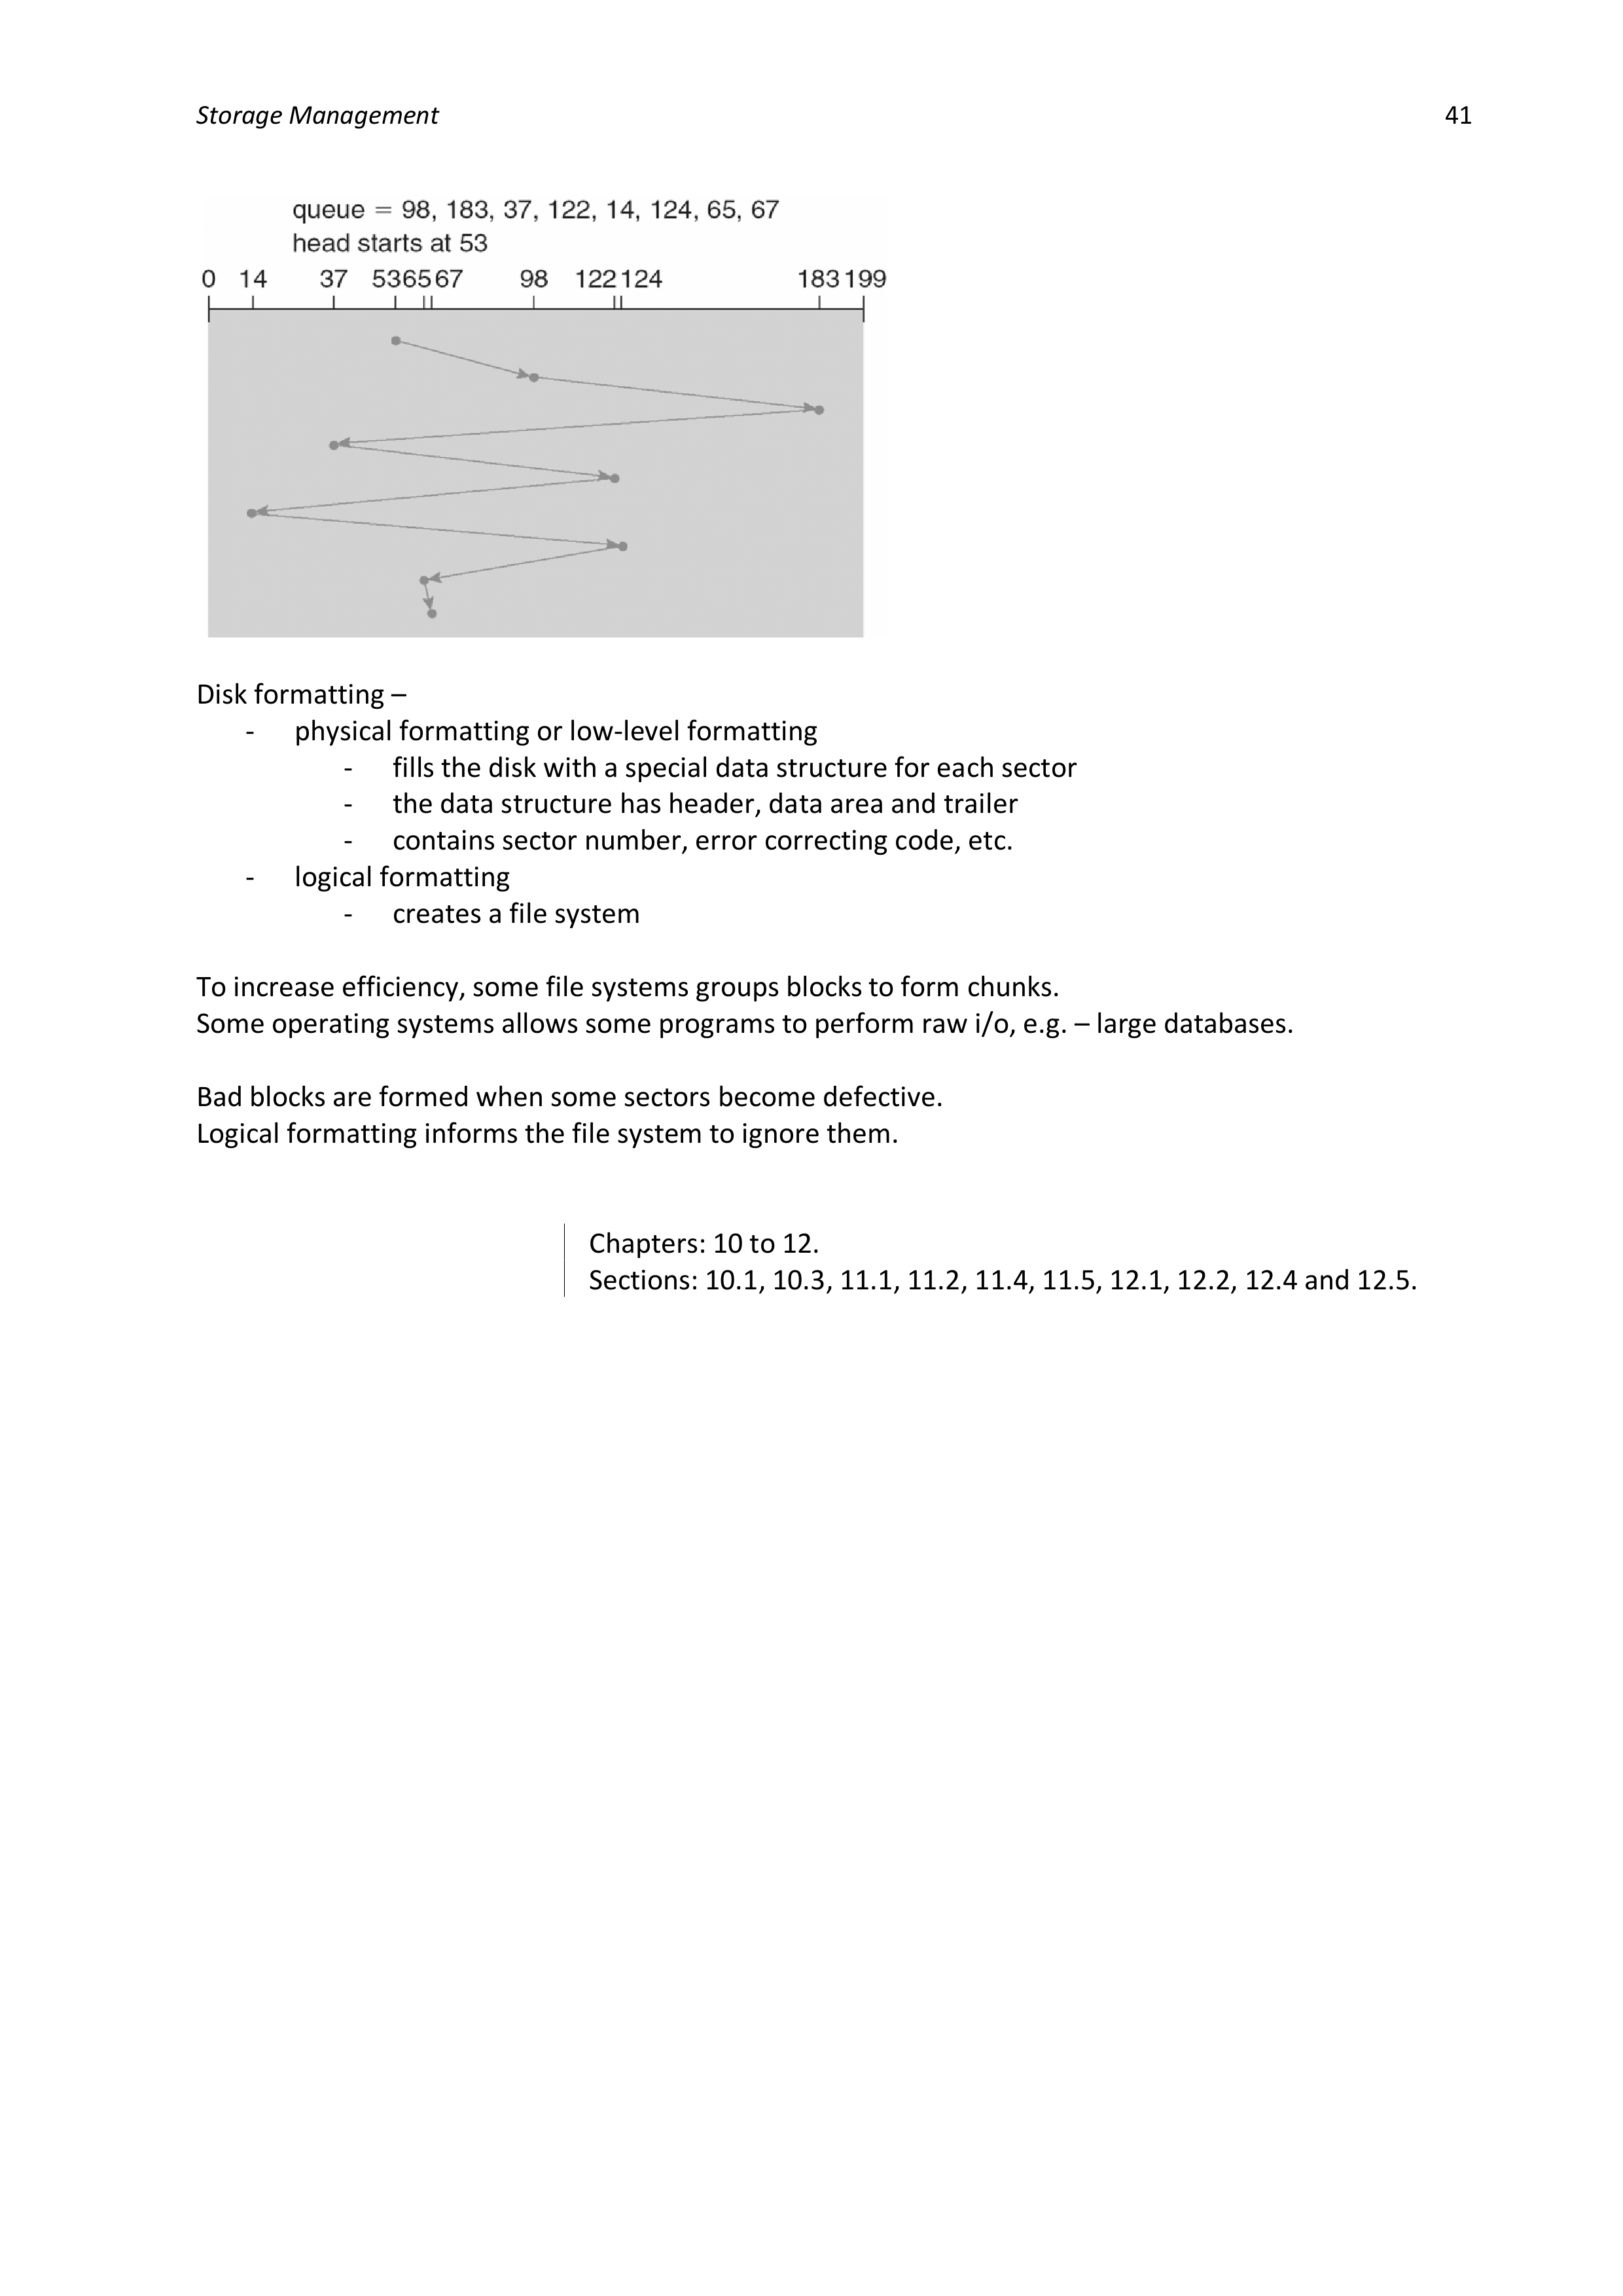 Storage Management 41
queue = 98, 183, 37, 122, 14, 124, 65, 67
head starts at 53
0 14 37 53 65 67 98 122 124 183 199
Disk formatting –
- physical formatting or low-level formatting
- fills the disk with a special data structure for each sector
- the data structure has header, data area and trailer
- contains sector number, error correcting code, etc.
- logical formatting
- creates a file system
To increase efficiency, some file systems groups blocks to form chunks.
Some operating systems allows some programs to perform raw i/o, e.g. – large databases.
Bad blocks are formed when some sectors become defective.
Logical formatting informs the file system to ignore them.
Chapters: 10 to 12.
Sections: 10.1, 10.3, 11.1, 11.2, 11.4, 11.5, 12.1, 12.2, 12.4 and 12.5.